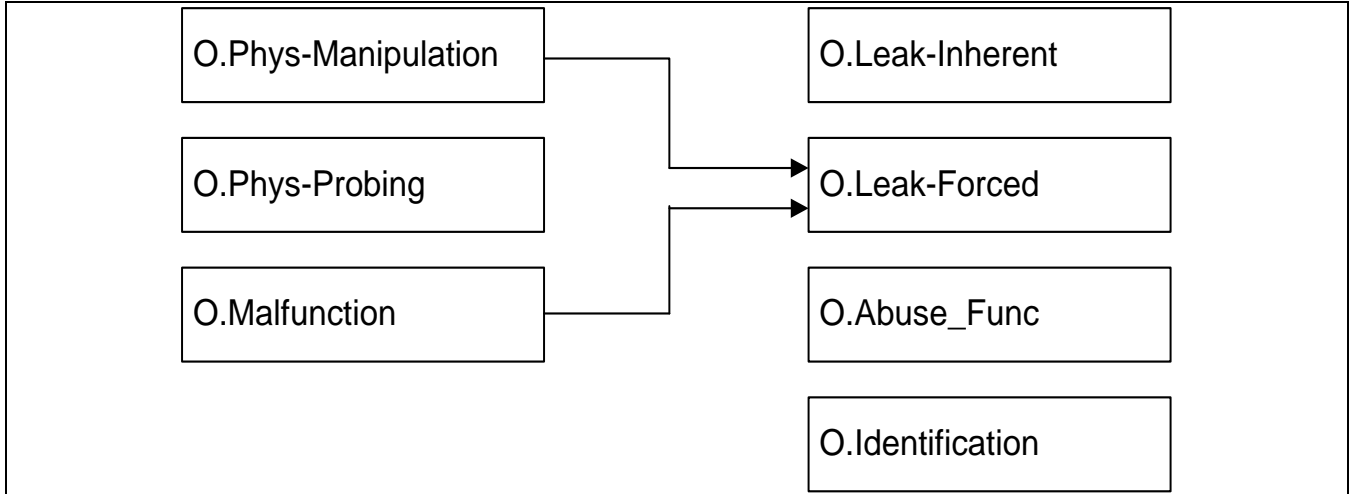 O.Phys-Manipulation
O.Leak-Inherent
O.Phys-Probing
O.Leak-Forced
O.Malfunction
O.Abuse_Func
O.Identification